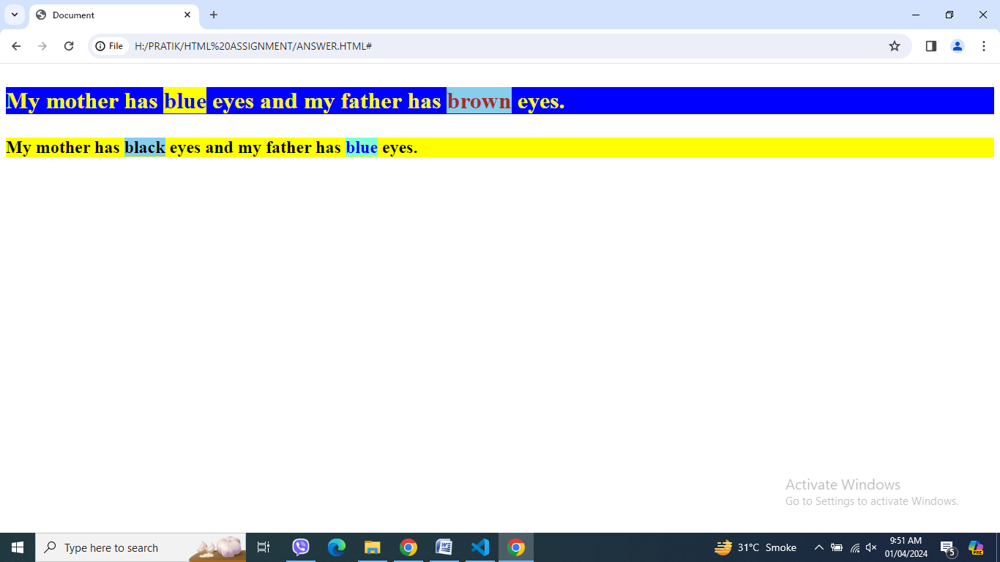 Document
File
H:/PRATIK/HTML%20ASSIGNMENT/ANSWER.HTML#
My mother has blue eyes and my father has brown eyes.
My mother has black eyes and my father has blue eyes.
Activate Windows
Go to Settings to activate Windows.
Type here to search
31°C Smoke
9:51 AM
01/04/2024
5
PRE